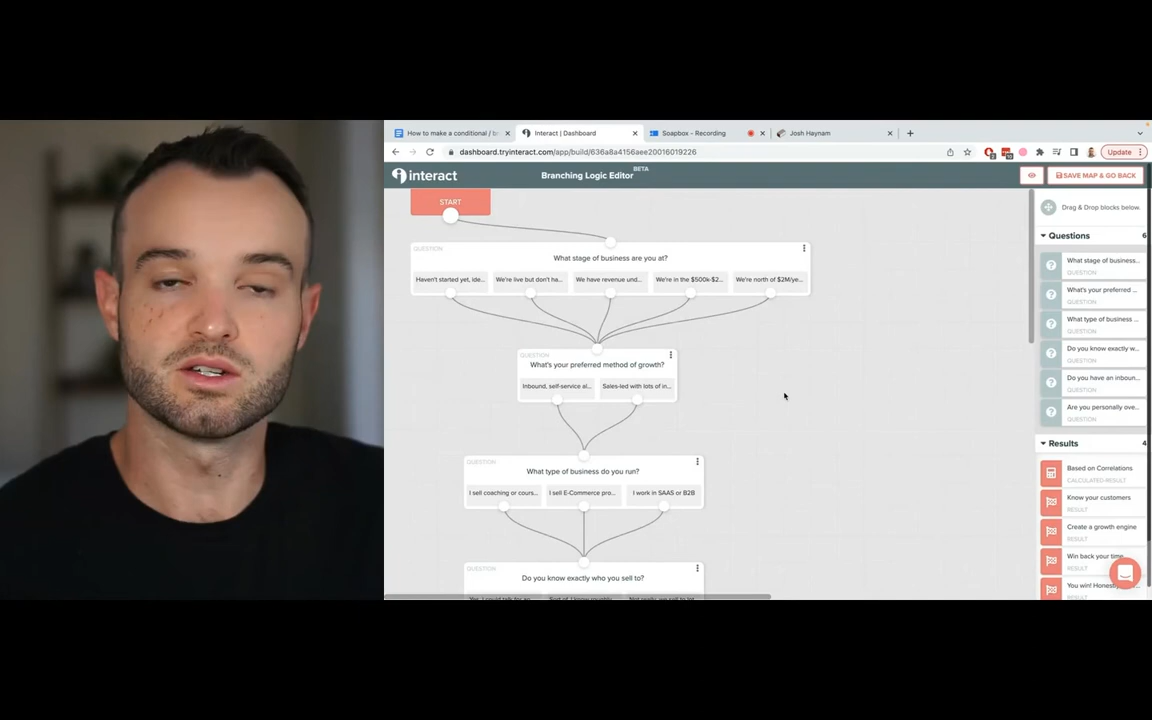 How to make a conditional / br
Interact | Dashboard
Soapbox - Recording
Josh Haynam
dashboard.tryinteract.com/app/build/636a8a4156aee20016019226
Update
interact
Branching Logic Editor
BETA
SAVE MAP & GO BACK
START
Drag & Drop blocks below.
Questions
6
QUESTION
What stage of business are you at?
Haven't started yet, ide...
We're live but don't ha...
We have revenue und...
We're in the $500k-$2...
We're north of $2M/ye...
What stage of business...
QUESTION
What's your preferred ...
QUESTION
What type of business ...
QUESTION
Do you know exactly w...
QUESTION
Do you have an inboun...
QUESTION
Are you personally ove...
QUESTION
QUESTION
What's your preferred method of growth?
Inbound, self-service al...
Sales-led with lots of in...
Results
4
Based on Correlations
CALCULATED-RESULT
Know your customers
RESULT
Create a growth engine
RESULT
Win back your time
RESULT
RESULT
QUESTION
What type of business do you run?
I sell coaching or cours...
I sell E-Commerce pro...
I work in SAAS or B2B
QUESTION
Do you know exactly who you sell to?